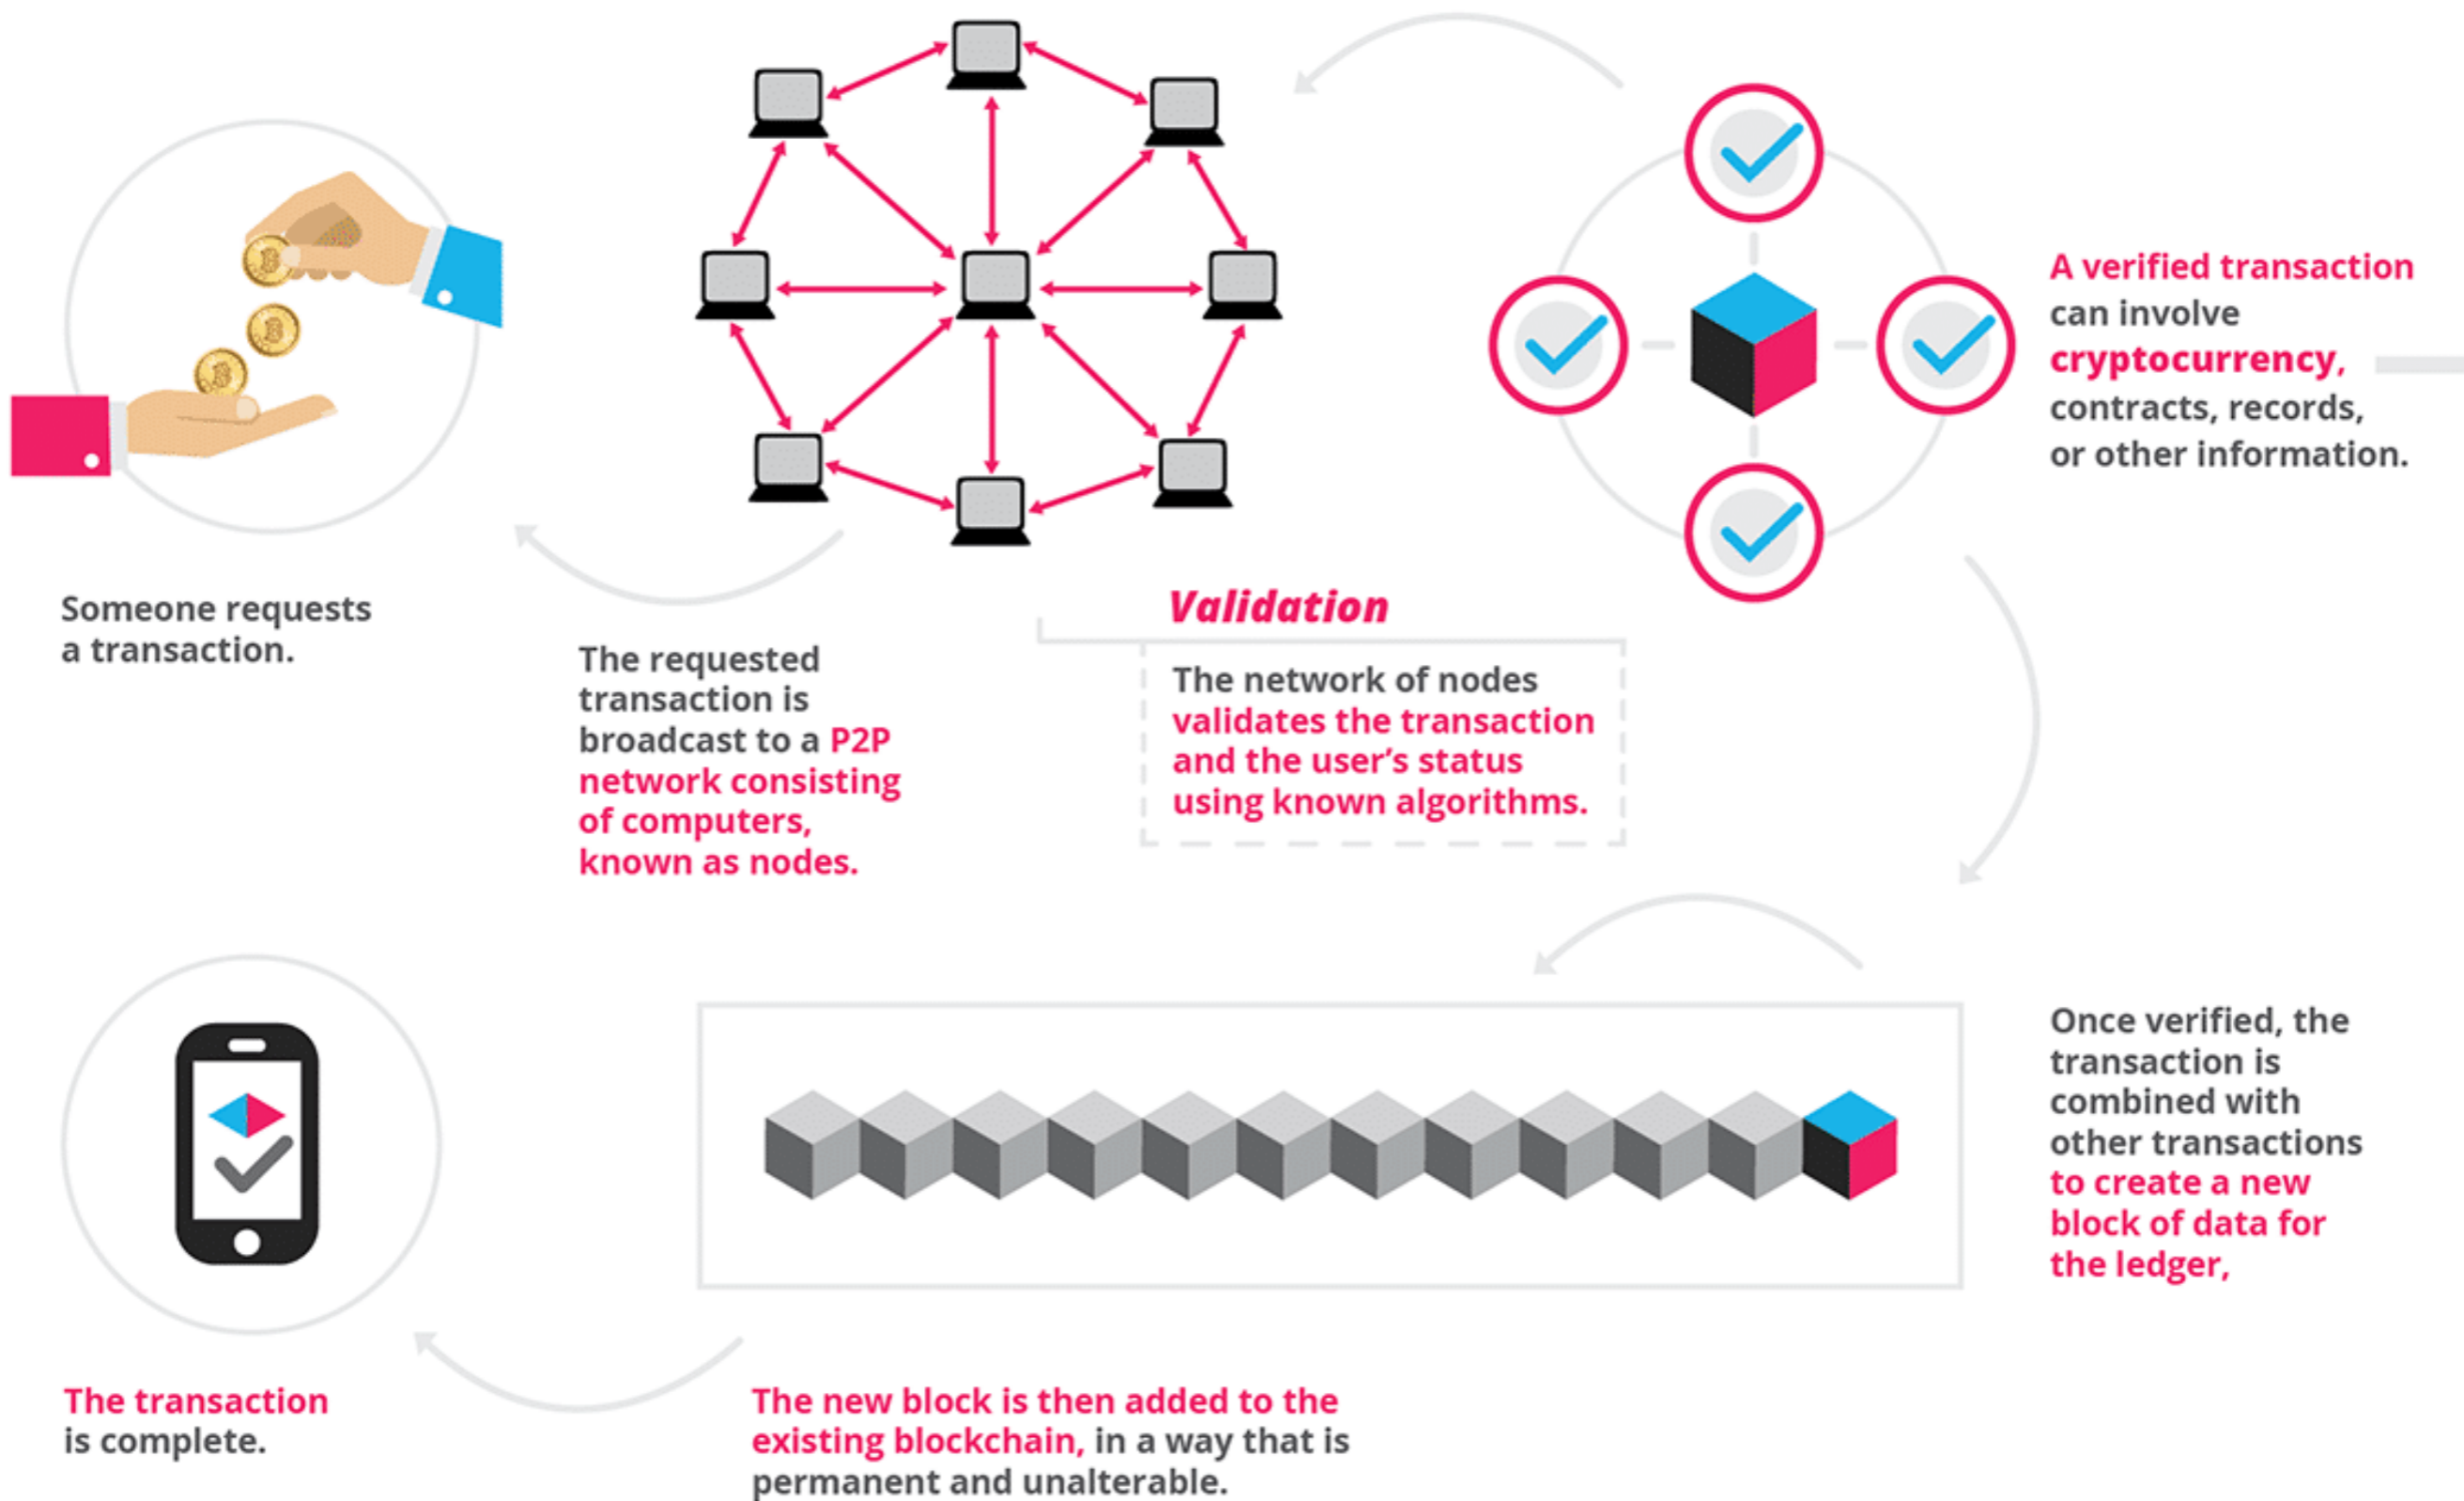 Someone requests
a transaction.
The requested
transaction is
broadcast to a P2P
network consisting
of computers,
known as nodes.
Validation
The network of nodes
validates the transaction
and the user’s status
using known algorithms.
A verified transaction
can involve
cryptocurrency,
contracts, records,
or other information.
Once verified, the
transaction is
combined with
other transactions
to create a new
block of data for
the ledger,
The new block is then added to the
existing blockchain, in a way that is
permanent and unalterable.
The transaction
is complete.